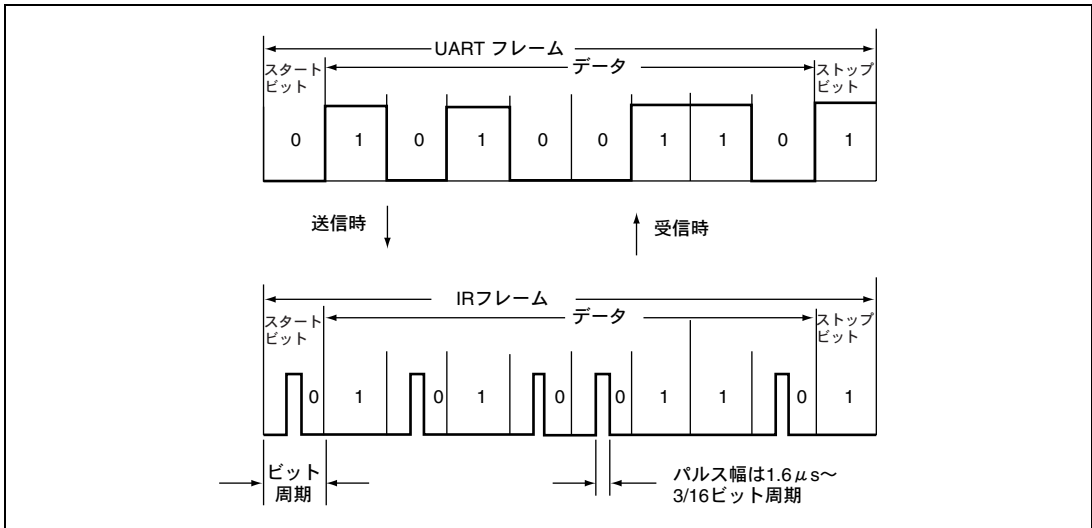 UART フレーム
スタート
ビット
データ
ストップ
ビット
0 1 0 1 0 0 1 1 0 1
送信時
受信時
IRフレーム
スタート
ビット
データ
ストップ
ビット
0 1 0 1 0 0 1 1 0 1
ビット
周期
パルス幅は1.6μs～
3/16ビット周期